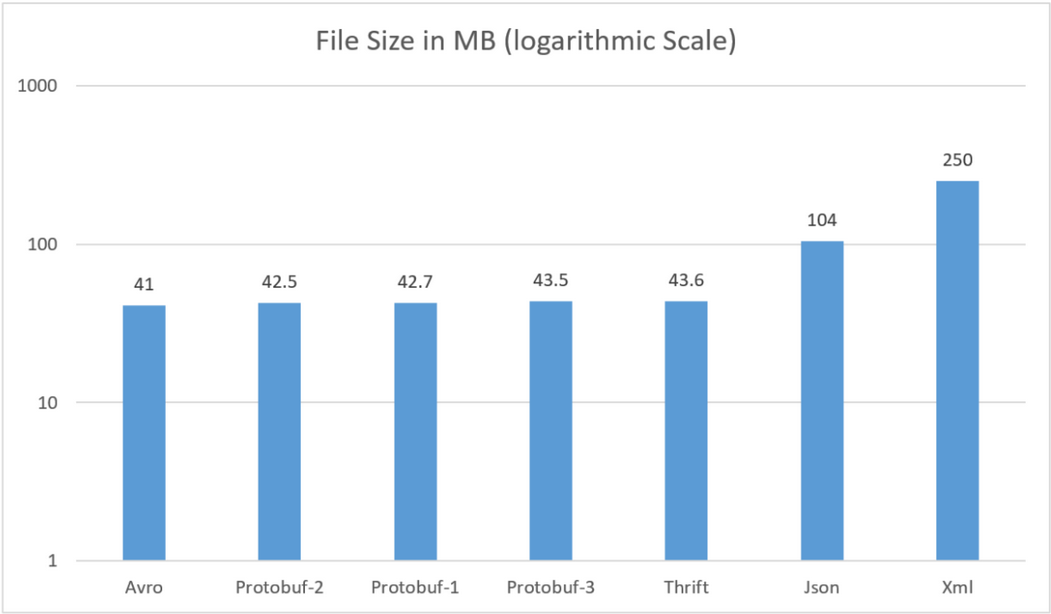 File Size in MB (logarithmic Scale)
1000
250
104
100
41 42.5 42.7 43.5 43.6
10
1
Avro Protobuf-2 Protobuf-1 Protobuf-3 Thrift Json Xml